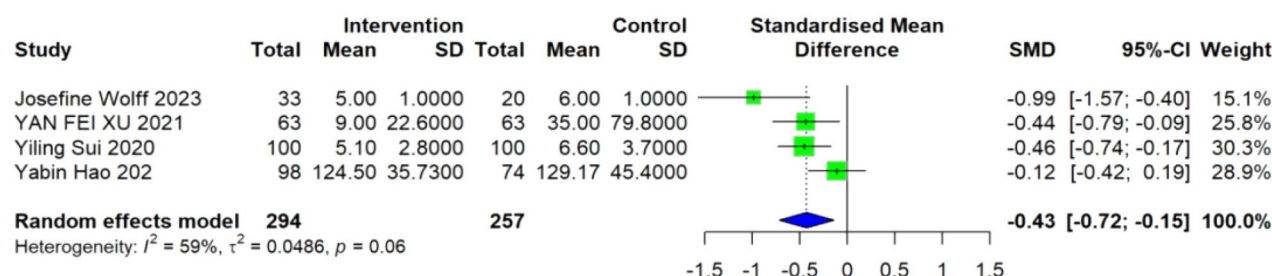 Intervention Control Standardised Mean
Study Total Mean SD Total Mean SD Difference SMD 95%-CI Weight
Josefine Wolff 2023 33 5.00 1.0000 20 6.00 1.0000 -0.99 [-1.57; -0.40] 15.1%
YAN FEI XU 2021 63 9.00 22.6000 63 35.00 79.8000 -0.44 [-0.79; -0.09] 25.8%
Yiling Sui 2020 100 5.10 2.8000 100 6.60 3.7000 -0.46 [-0.74; -0.17] 30.3%
Yabin Hao 202 98 124.50 35.7300 74 129.17 45.4000 -0.12 [-0.42; 0.19] 28.9%
Random effects model 294 257 -0.43 [-0.72; -0.15] 100.0%
Heterogeneity: I² = 59%, τ² = 0.0486, p = 0.06
-1.5 -1 -0.5 0 0.5 1 1.5